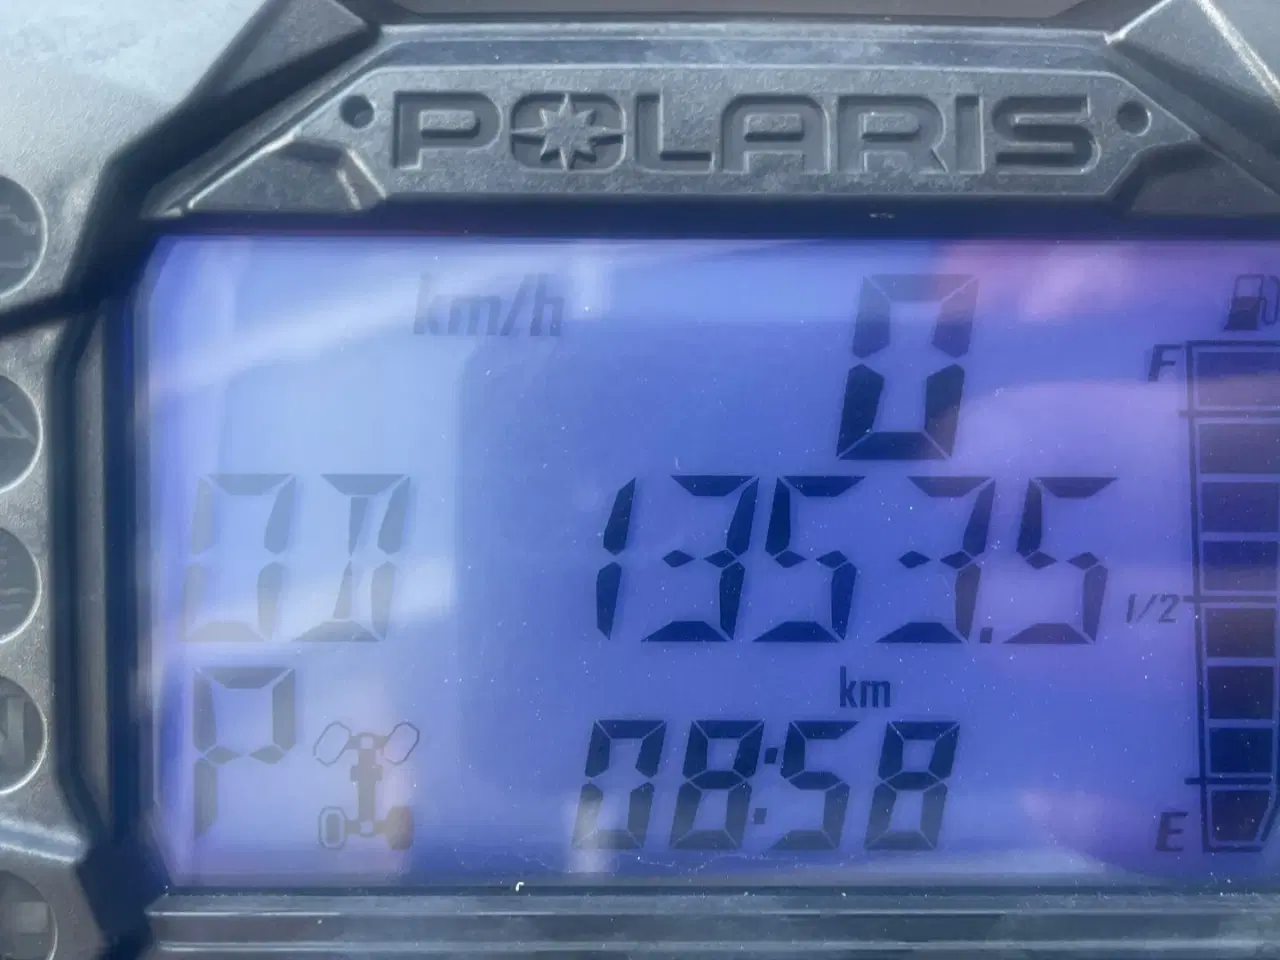 POLARIS
km/h
0
F
OD 1353.5
1/2
km
P 08:58
E